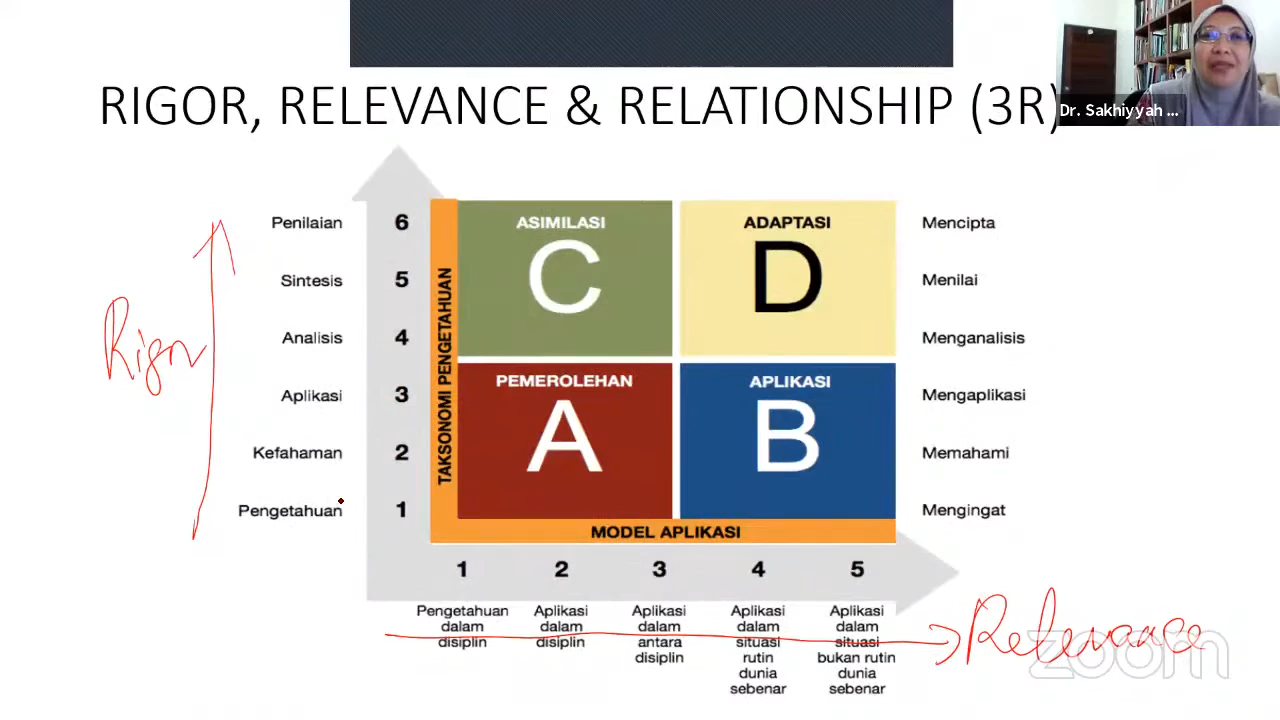 RIGOR, RELEVANCE & RELATIONSHIP (3R)
Dr. Sakhiyyah ...
Penilaian
Sintesis
Analisis
Aplikasi
Kefahaman
Pengetahuan
Rigor
6
5
4
3
2
1
TAKSONOMI PENGETAHUAN
ASIMILASI
C
ADAPTASI
D
PEMEROLEHAN
A
APLIKASI
B
MODEL APLIKASI
Mencipta
Menilai
Menganalisis
Mengaplikasi
Memahami
Mengingat
1 2 3 4 5
Pengetahuan
dalam
disiplin
Aplikasi
dalam
disiplin
Aplikasi
dalam
antara
disiplin
Aplikasi
dalam
situasi
rutin
dunia
sebenar
Aplikasi
dalam
situasi
bukan rutin
dunia
sebenar
Relevance
zoom